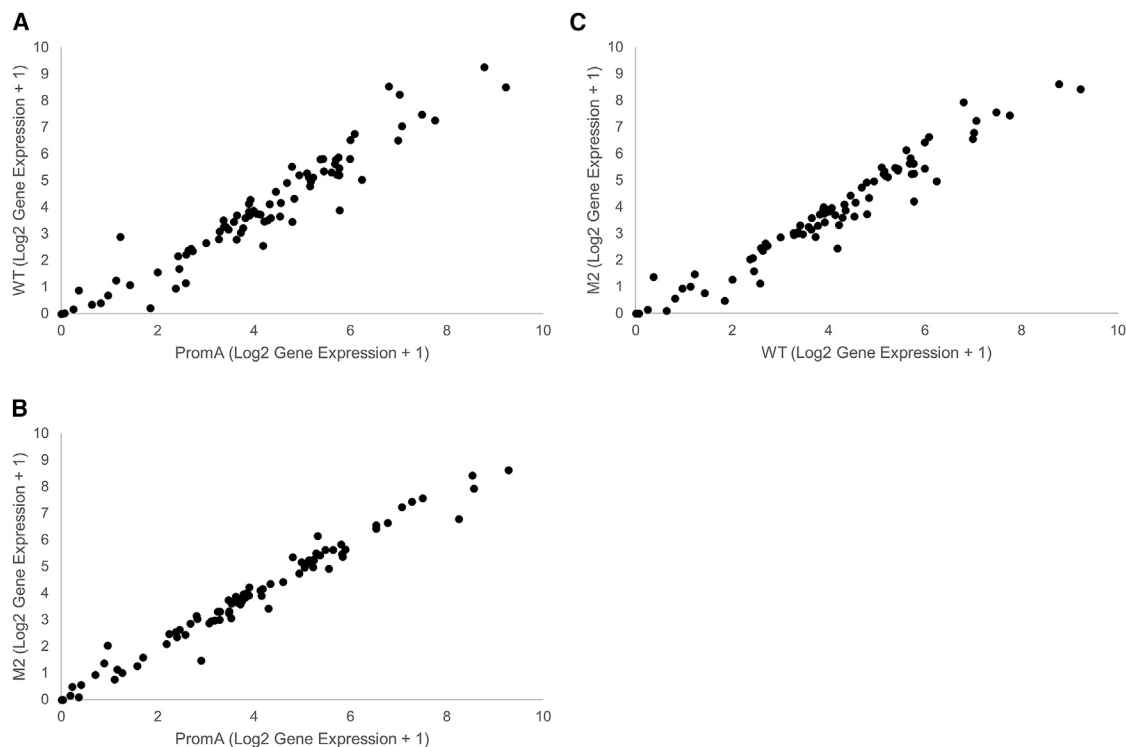 A
WT (Log2 Gene Expression + 1)
10
9
8
7
6
5
4
3
2
1
0
0 2 4 6 8 10
PromA (Log2 Gene Expression + 1)
C
M2 (Log2 Gene Expression + 1)
10
9
8
7
6
5
4
3
2
1
0
0 2 4 6 8 10
WT (Log2 Gene Expression + 1)
B
M2 (Log2 Gene Expression + 1)
10
9
8
7
6
5
4
3
2
1
0
0 2 4 6 8 10
PromA (Log2 Gene Expression + 1)